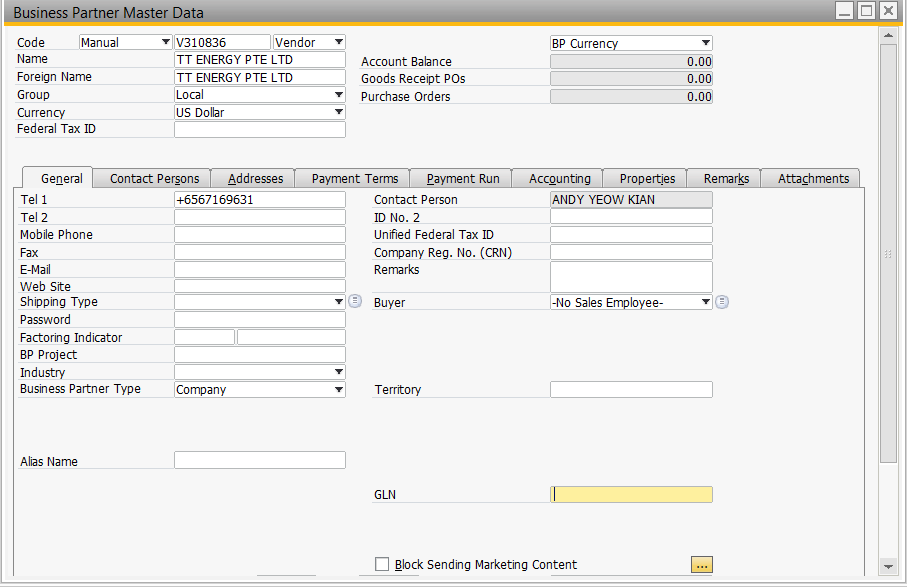 Business Partner Master Data
Code Manual V310836 Vendor BP Currency
Name TT ENERGY PTE LTD Account Balance 0.00
Foreign Name TT ENERGY PTE LTD Goods Receipt POs 0.00
Group Local Purchase Orders 0.00
Currency US Dollar
Federal Tax ID
General Contact Persons Addresses Payment Terms Payment Run Accounting Properties Remarks Attachments
Tel 1 +6567169631 Contact Person ANDY YEOW KIAN
Tel 2 ID No. 2
Mobile Phone Unified Federal Tax ID
Fax Company Reg. No. (CRN)
E-Mail Remarks
Web Site
Shipping Type Buyer -No Sales Employee-
Password
Factoring Indicator
BP Project
Industry
Business Partner Type Company Territory
Alias Name
GLN
Block Sending Marketing Content ...